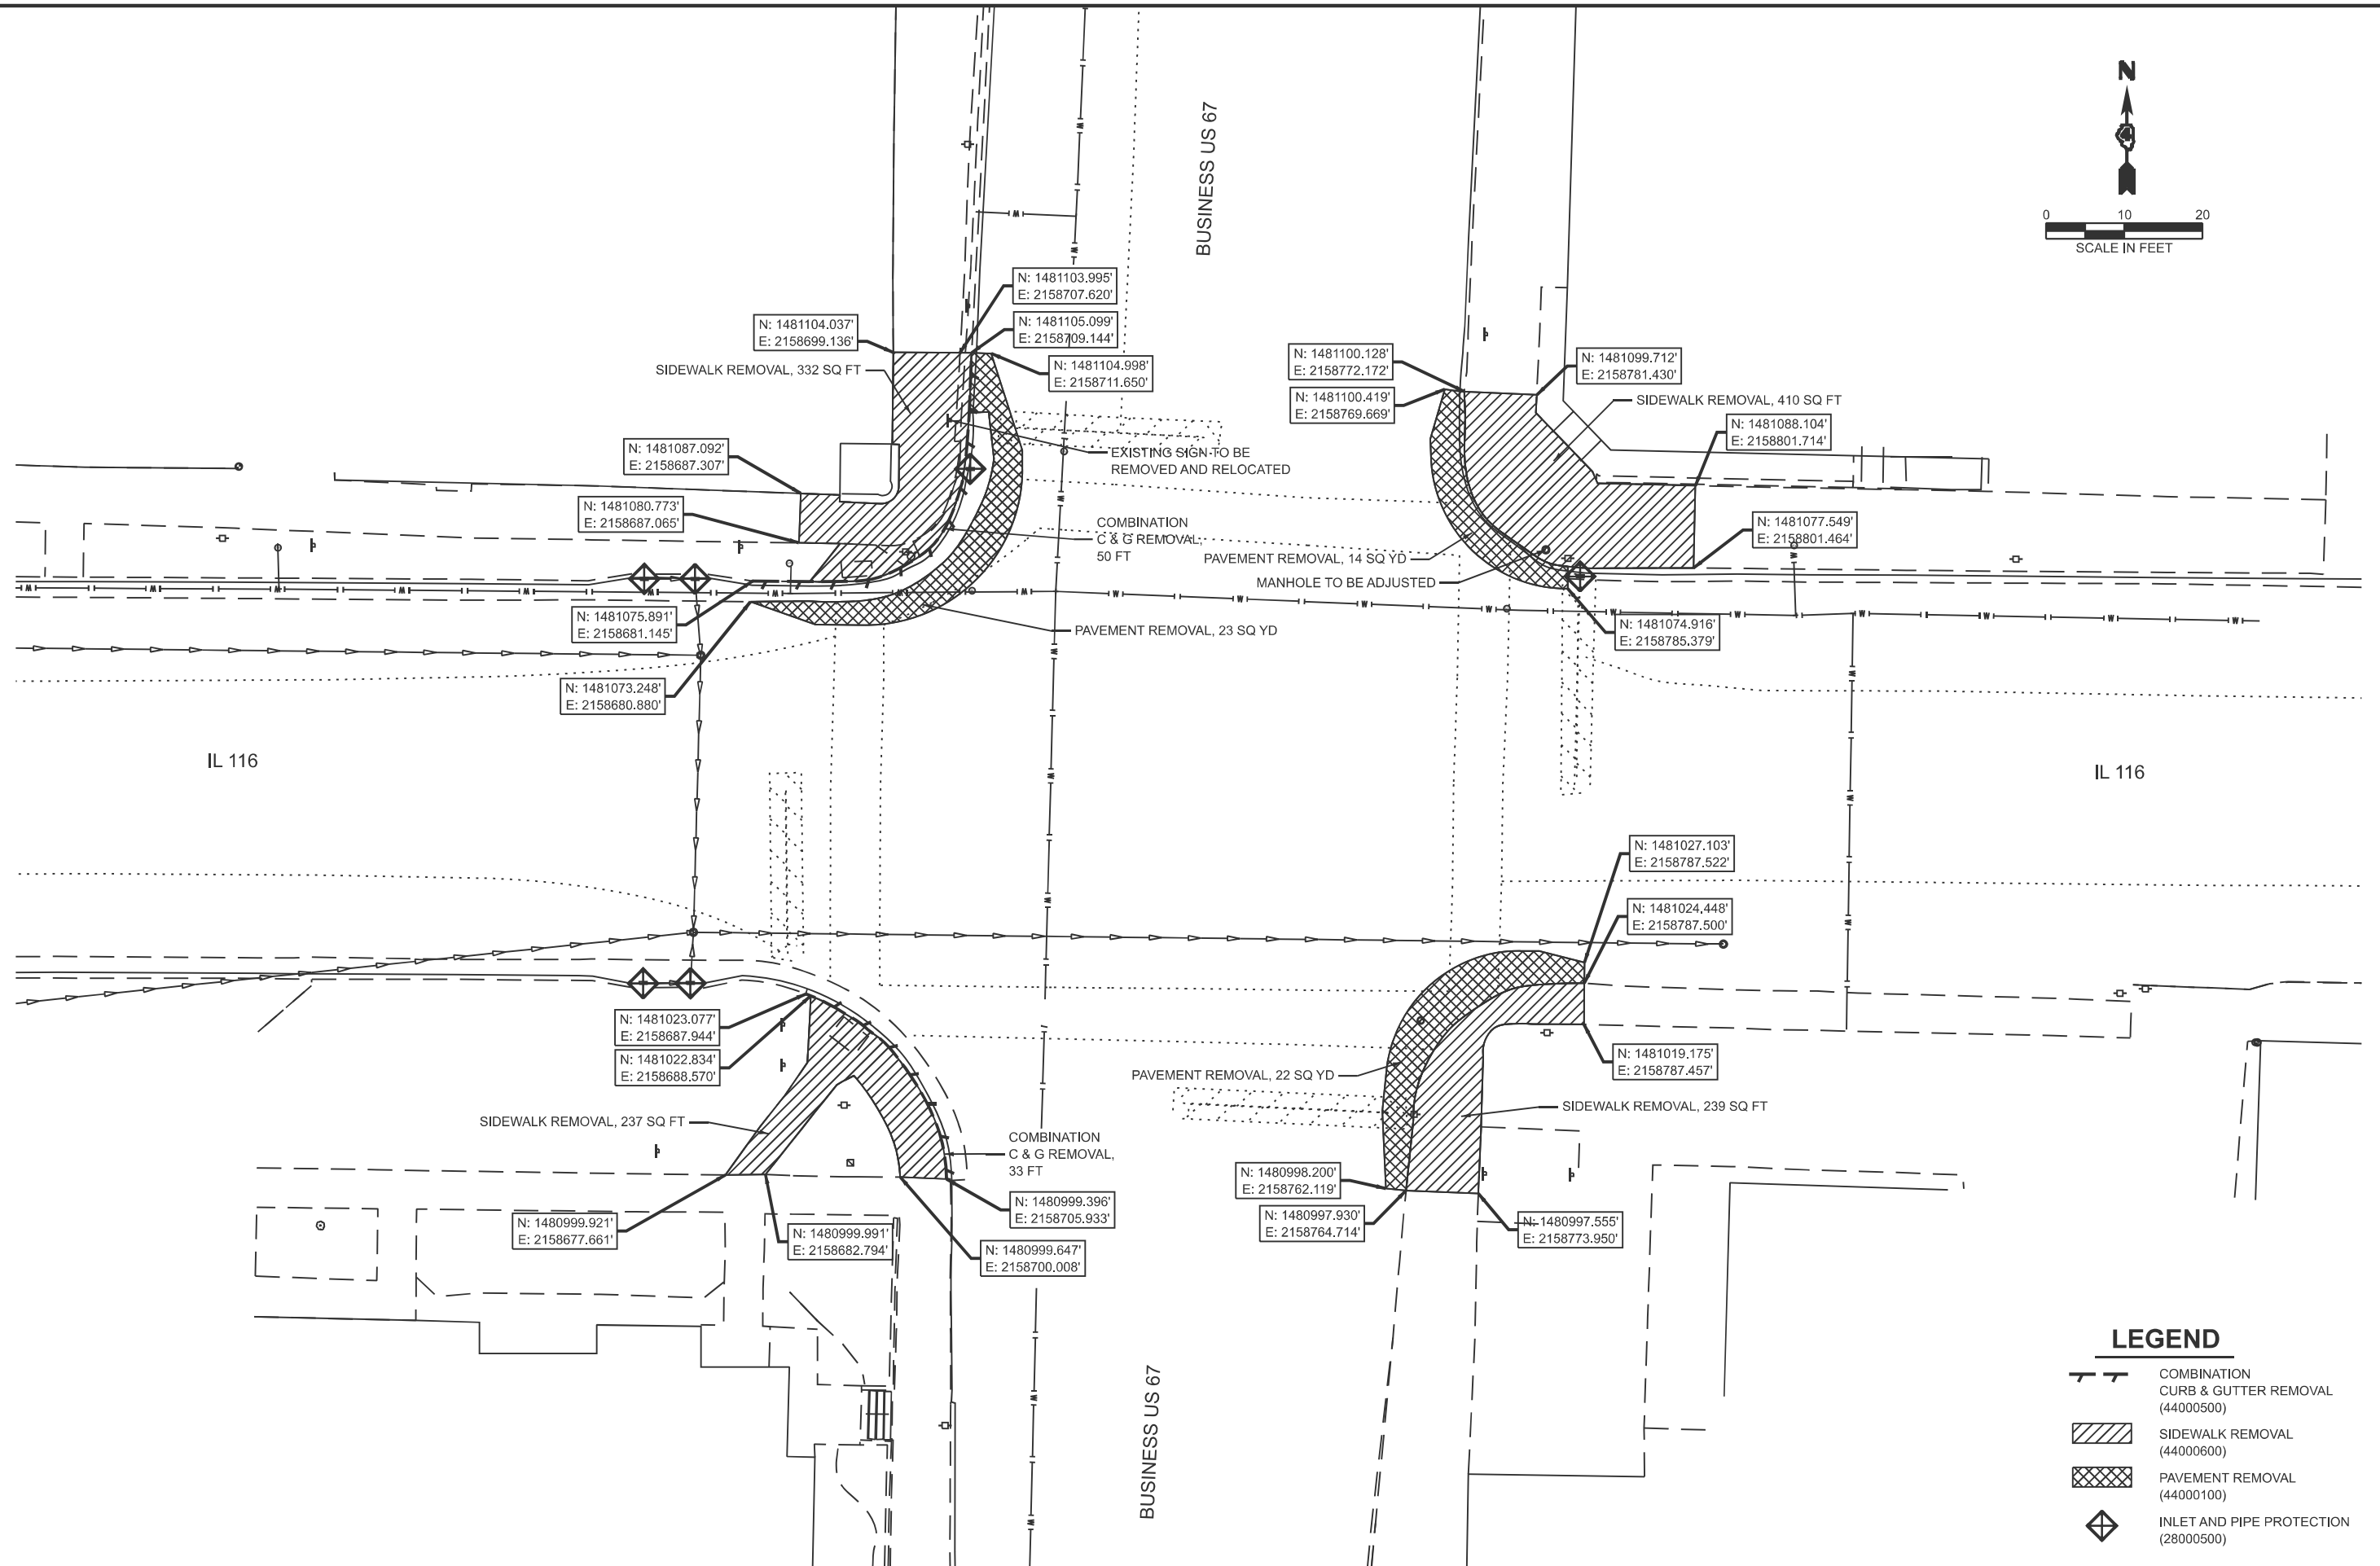 N
0 10 20
SCALE IN FEET
BUSINESS US 67
N: 1481103.995'
E: 2158707.620'
N: 1481104.037'
E: 2158699.136'
N: 1481105.099'
E: 2158709.144'
SIDEWALK REMOVAL, 332 SQ FT
N: 1481104.998'
E: 2158711.650'
N: 1481100.128'
E: 2158772.172'
N: 1481099.712'
E: 2158781.430'
N: 1481100.419'
E: 2158769.669'
SIDEWALK REMOVAL, 410 SQ FT
N: 1481088.104'
E: 2158801.714'
N: 1481087.092'
E: 2158687.307'
EXISTING SIGN TO BE
REMOVED AND RELOCATED
N: 1481080.773'
E: 2158687.065'
COMBINATION
C & G REMOVAL,
50 FT
N: 1481077.549'
E: 2158801.464'
PAVEMENT REMOVAL, 14 SQ YD
MANHOLE TO BE ADJUSTED
N: 1481075.891'
E: 2158681.145'
PAVEMENT REMOVAL, 23 SQ YD
N: 1481074.916'
E: 2158785.379'
N: 1481073.248'
E: 2158680.880'
IL 116
IL 116
N: 1481027.103'
E: 2158787.522'
N: 1481024.448'
E: 2158787.500'
N: 1481023.077'
E: 2158687.944'
N: 1481022.834'
E: 2158688.570'
N: 1481019.175'
E: 2158787.457'
PAVEMENT REMOVAL, 22 SQ YD
SIDEWALK REMOVAL, 237 SQ FT
SIDEWALK REMOVAL, 239 SQ FT
COMBINATION
C & G REMOVAL,
33 FT
N: 1480998.200'
E: 2158762.119'
N: 1480999.396'
E: 2158705.933'
N: 1480997.930'
E: 2158764.714'
N: 1480997.555'
E: 2158773.950'
N: 1480999.921'
E: 2158677.661'
N: 1480999.991'
E: 2158682.794'
N: 1480999.647'
E: 2158700.008'
BUSINESS US 67
LEGEND
COMBINATION
CURB & GUTTER REMOVAL
(44000500)
SIDEWALK REMOVAL
(44000600)
PAVEMENT REMOVAL
(44000100)
INLET AND PIPE PROTECTION
(28000500)